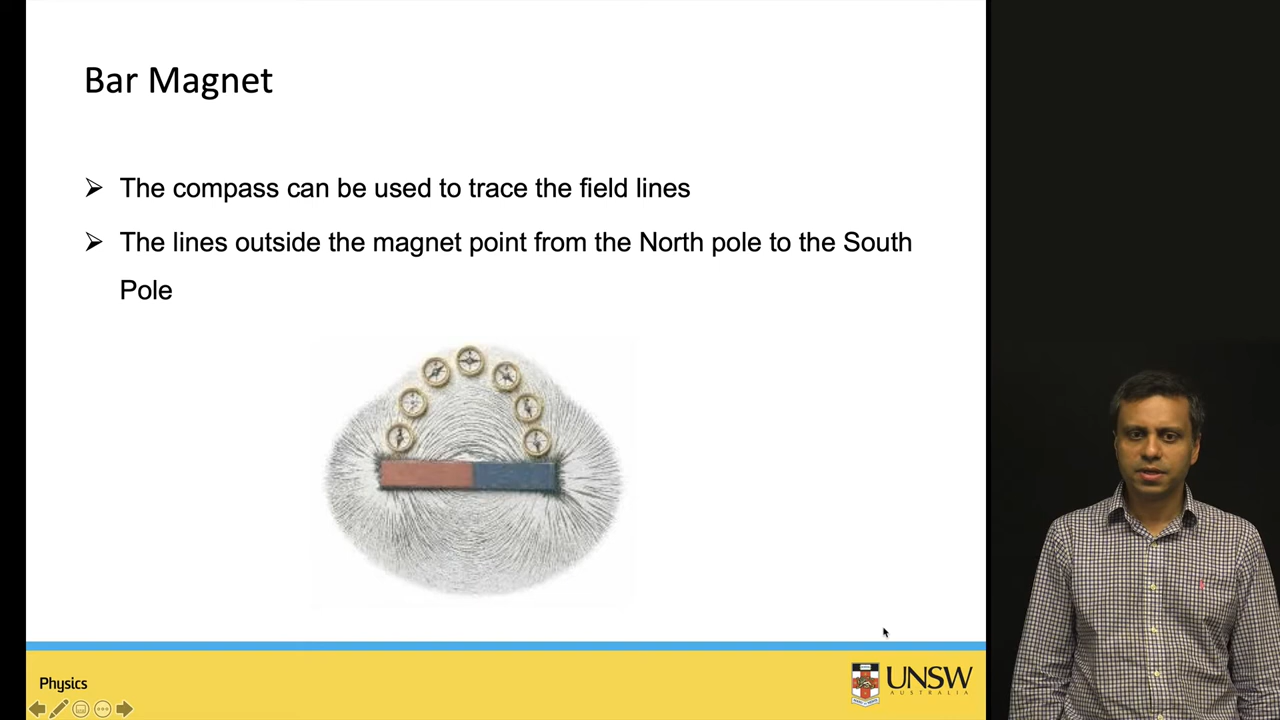 Bar Magnet
➢ The compass can be used to trace the field lines
➢ The lines outside the magnet point from the North pole to the South
Pole
Physics
UNSW
AUSTRALIA